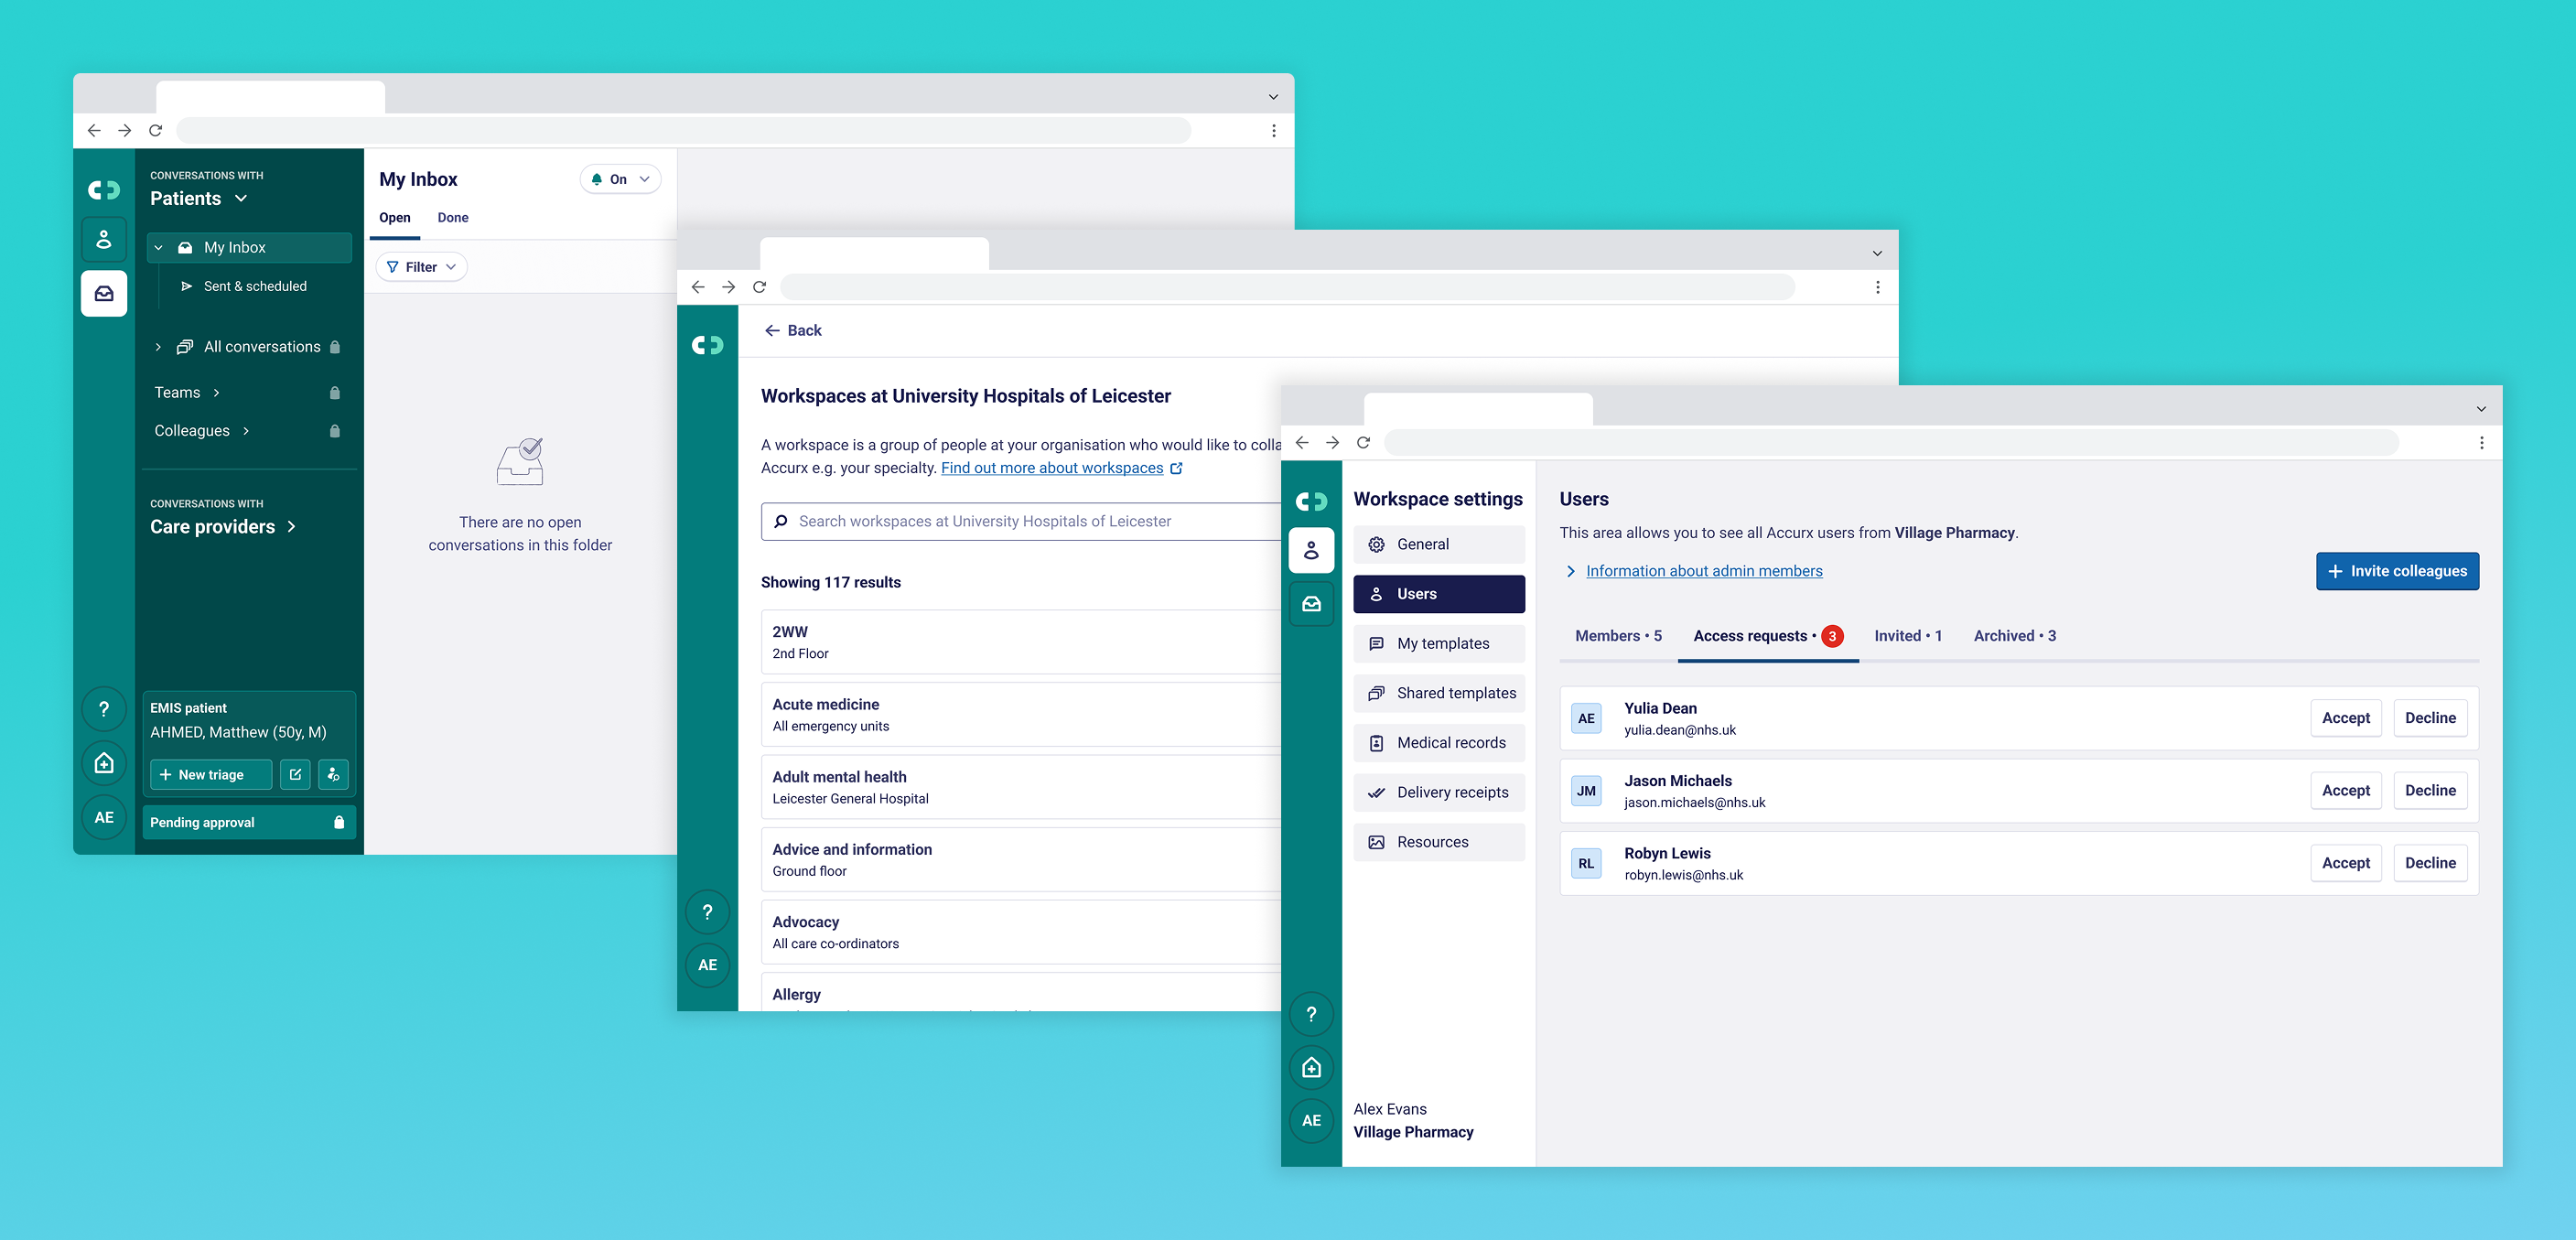 CONVERSATIONS WITH
Patients
My Inbox
Sent & scheduled
All conversations
Teams
Colleagues
CONVERSATIONS WITH
Care providers
EMIS patient
AHMED, Matthew (50y, M)
+ New triage
Pending approval
?
AE
My Inbox
On
Open Done
Filter
There are no open
conversations in this folder
?
AE
Back
Workspaces at University Hospitals of Leicester
A workspace is a group of people at your organisation who would like to colla
Accurx e.g. your specialty. Find out more about workspaces
Search workspaces at University Hospitals of Leicester
Showing 117 results
2WW
2nd Floor
Acute medicine
All emergency units
Adult mental health
Leicester General Hospital
Advice and information
Ground floor
Advocacy
All care co-ordinators
Allergy
?
AE
Workspace settings
General
Users
My templates
Shared templates
Medical records
Delivery receipts
Resources
Alex Evans
Village Pharmacy
Users
This area allows you to see all Accurx users from Village Pharmacy.
Information about admin members
+ Invite colleagues
Members • 5 Access requests • 3 Invited • 1 Archived • 3
AE Yulia Dean
yulia.dean@nhs.uk
Accept Decline
JM Jason Michaels
jason.michaels@nhs.uk
Accept Decline
RL Robyn Lewis
robyn.lewis@nhs.uk
Accept Decline